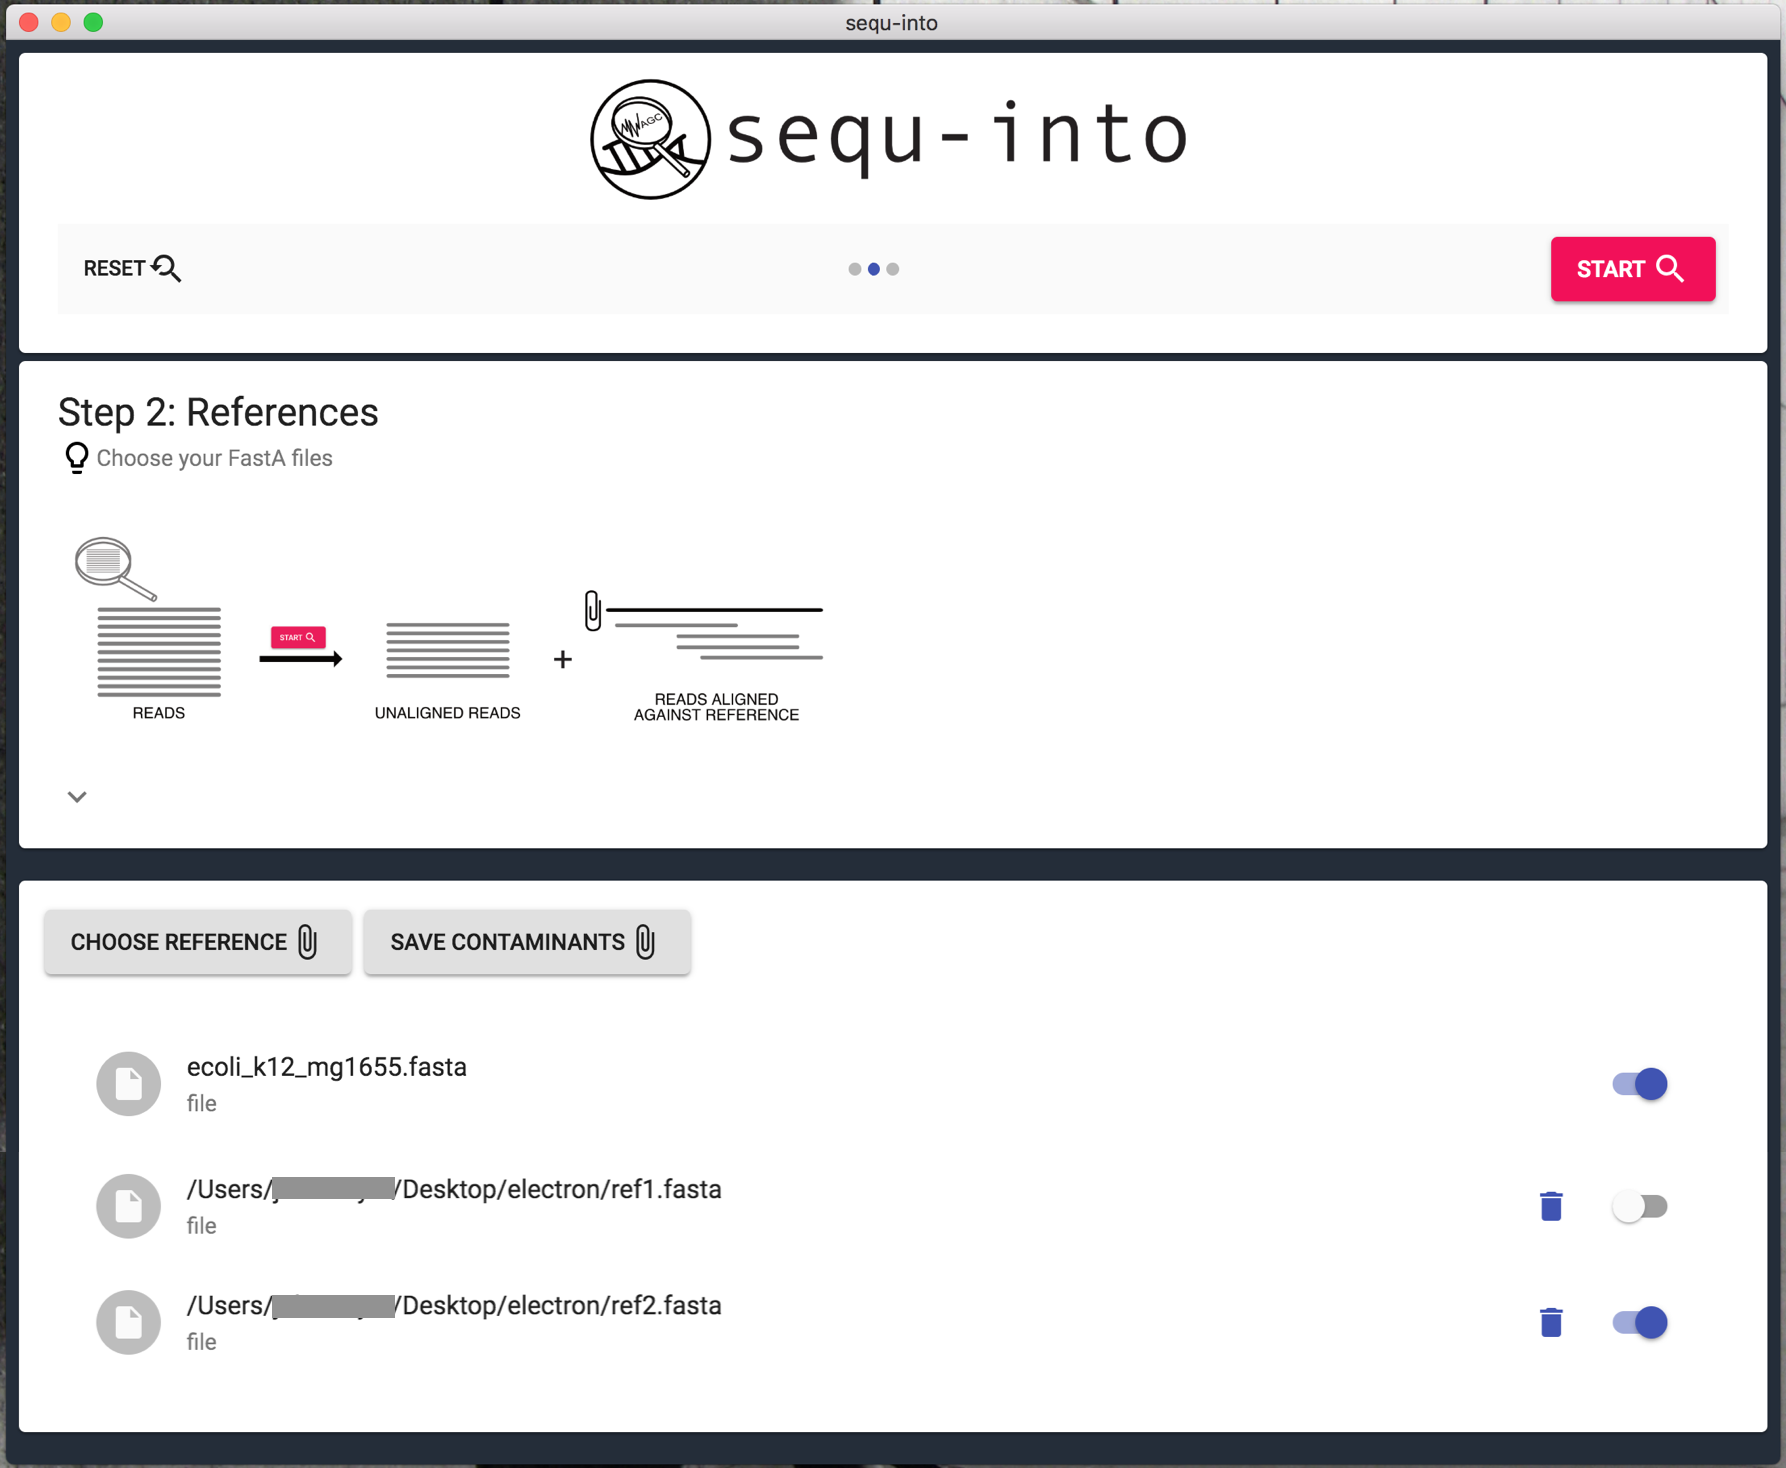 sequ-into
AGC
sequ-into
RESET
START
Step 2: References
Choose your FastA files
START
READS
UNALIGNED READS
+
READS ALIGNED
AGAINST REFERENCE
CHOOSE REFERENCE
SAVE CONTAMINANTS
ecoli_k12_mg1655.fasta
file
/Users/ /Desktop/electron/ref1.fasta
file
/Users/ /Desktop/electron/ref2.fasta
file